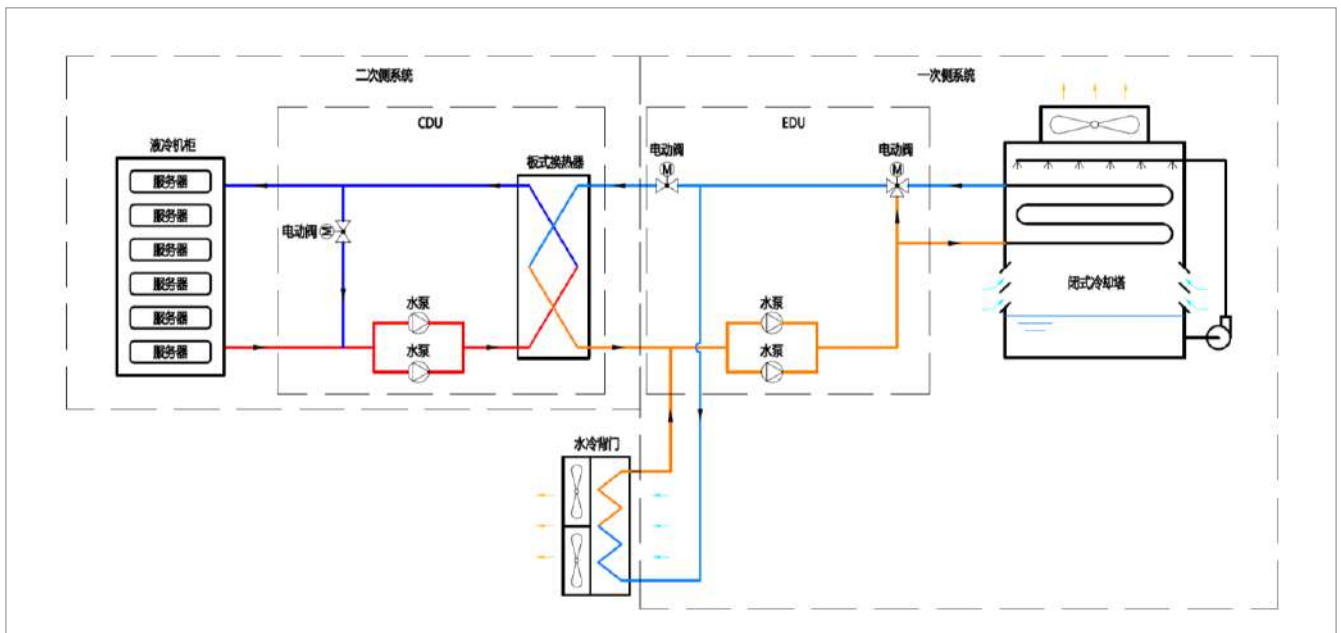 二次侧系统
一次侧系统
CDU
EDU
液冷机柜
板式换热器
电动阀
电动阀
M
M
服务器
服务器
服务器
服务器
服务器
服务器
电动阀
M
水泵
水泵
水泵
水泵
闭式冷却塔
水冷背门